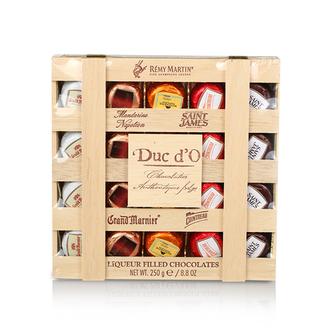 RÉMY MARTIN
FINE CHAMPAGNE COGNAC
Mandarine
Napoléon
SAINT
JAMES
Duc d'O
Chocolatier
Authentique belge
GRAND MARNIER
COINTREAU
LIQUEUR FILLED CHOCOLATES
NET WT. 250 g e / 8.8 OZ